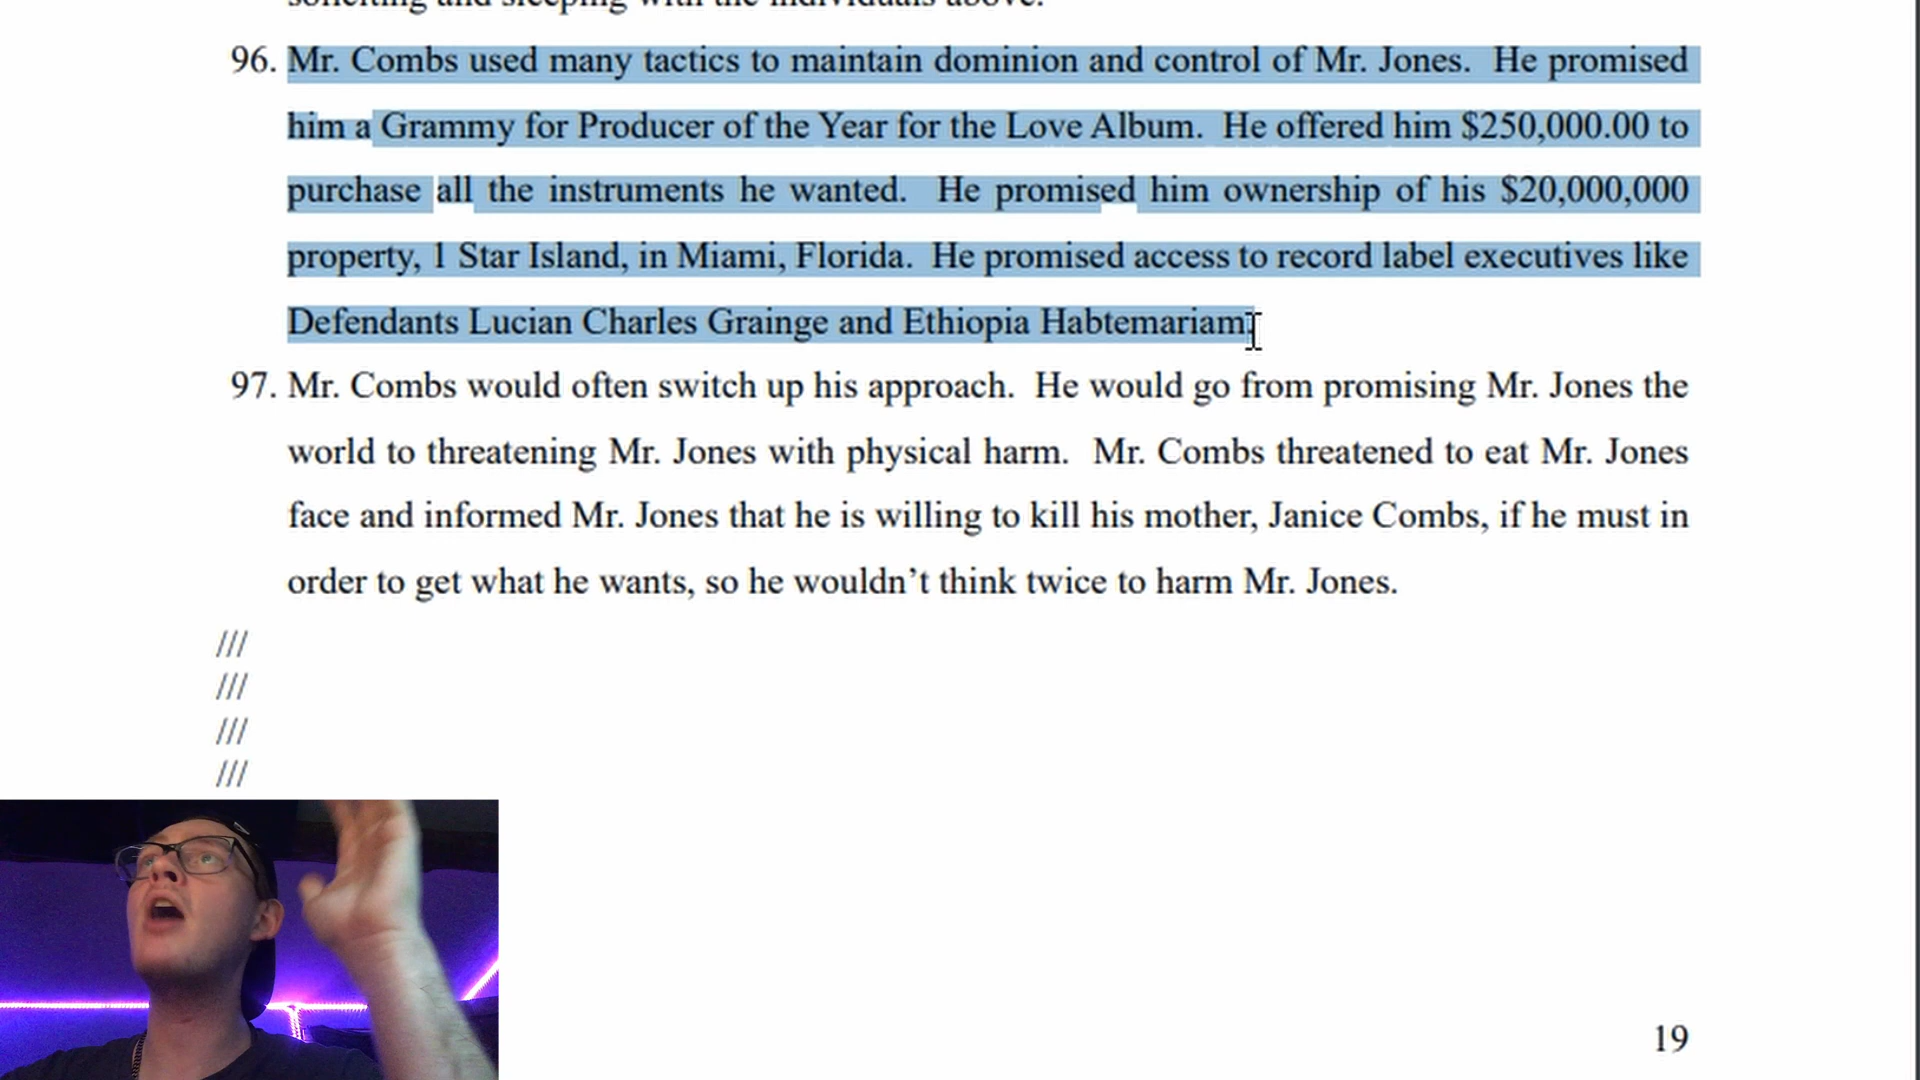 soliciting and sleeping with the individuals above.
96. Mr. Combs used many tactics to maintain dominion and control of Mr. Jones. He promised
him a Grammy for Producer of the Year for the Love Album. He offered him $250,000.00 to
purchase all the instruments he wanted. He promised him ownership of his $20,000,000
property, 1 Star Island, in Miami, Florida. He promised access to record label executives like
Defendants Lucian Charles Grainge and Ethiopia Habtemariam.
97. Mr. Combs would often switch up his approach. He would go from promising Mr. Jones the
world to threatening Mr. Jones with physical harm. Mr. Combs threatened to eat Mr. Jones
face and informed Mr. Jones that he is willing to kill his mother, Janice Combs, if he must in
order to get what he wants, so he wouldn’t think twice to harm Mr. Jones.
///
///
///
///
19